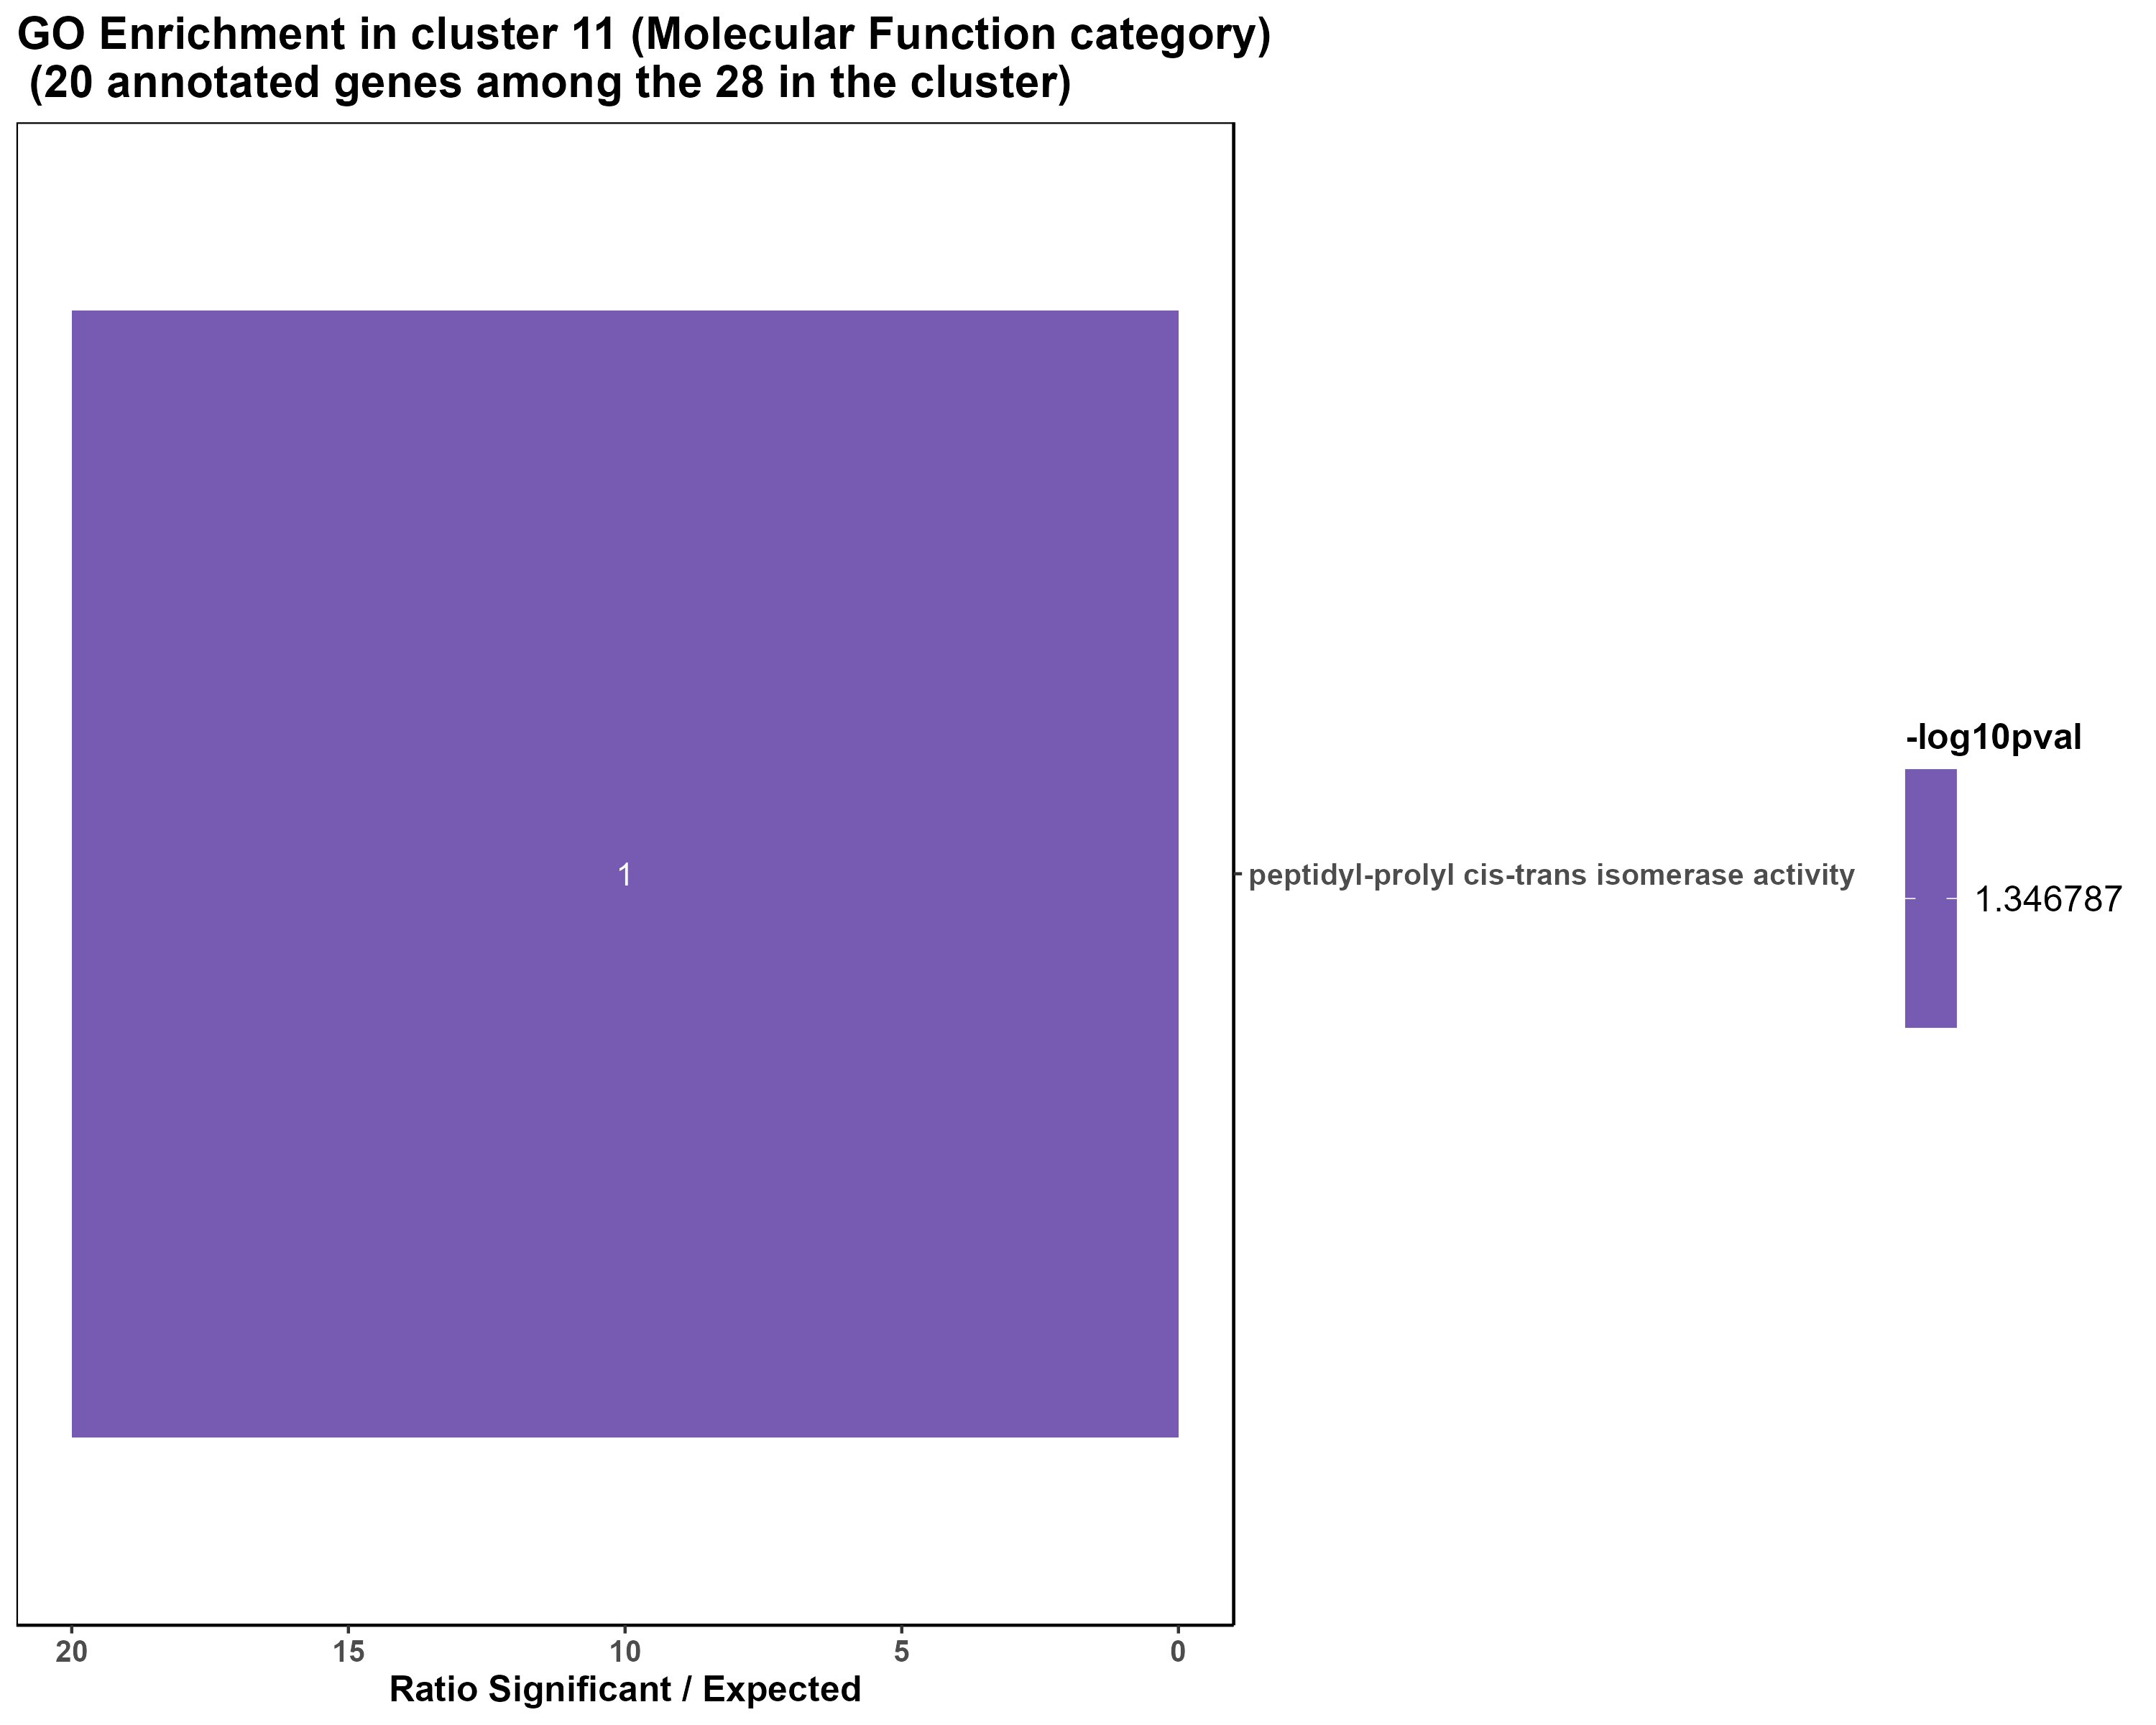 GO Enrichment in cluster 11 (Molecular Function category)
(20 annotated genes among the 28 in the cluster)
1
peptidyl-prolyl cis-trans isomerase activity
-log10pval
1.346787
20 15 10 5 0
Ratio Significant / Expected